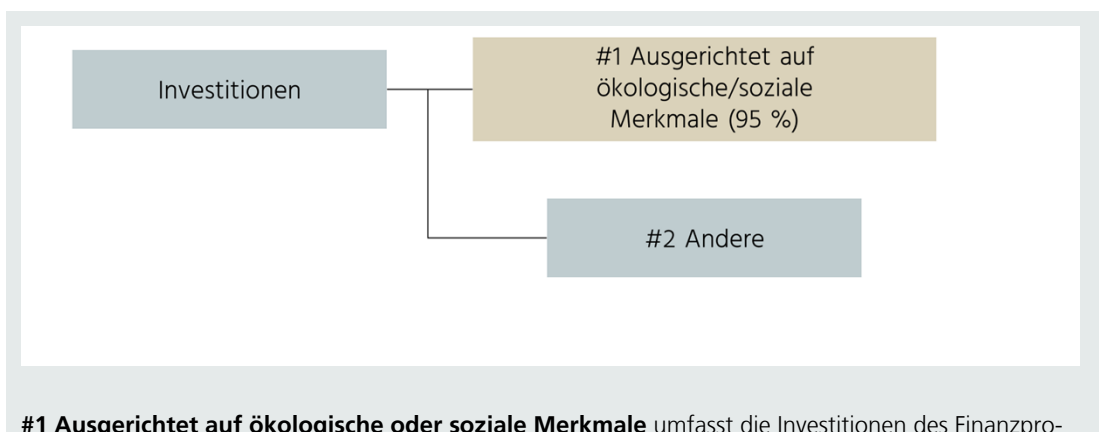 Investitionen
#1 Ausgerichtet auf
ökologische/soziale
Merkmale (95 %)
#2 Andere
#1 Ausgerichtet auf ökologische oder soziale Merkmale umfasst die Investitionen des Finanzpro-